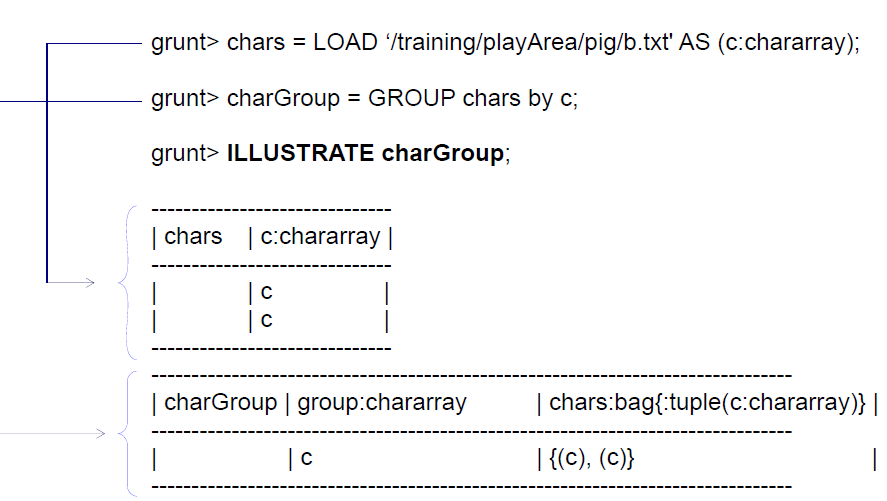 grunt> chars = LOAD ‘/training/playArea/pig/b.txt' AS (c:chararray);
grunt> charGroup = GROUP chars by c;
grunt> ILLUSTRATE charGroup;
------------------------------
| chars | c:chararray |
------------------------------
| | c |
| | c |
------------------------------
--------------------------------------------------------------------------------
| charGroup | group:chararray | chars:bag{:tuple(c:chararray)} |
--------------------------------------------------------------------------------
| | c | {(c), (c)} |
--------------------------------------------------------------------------------